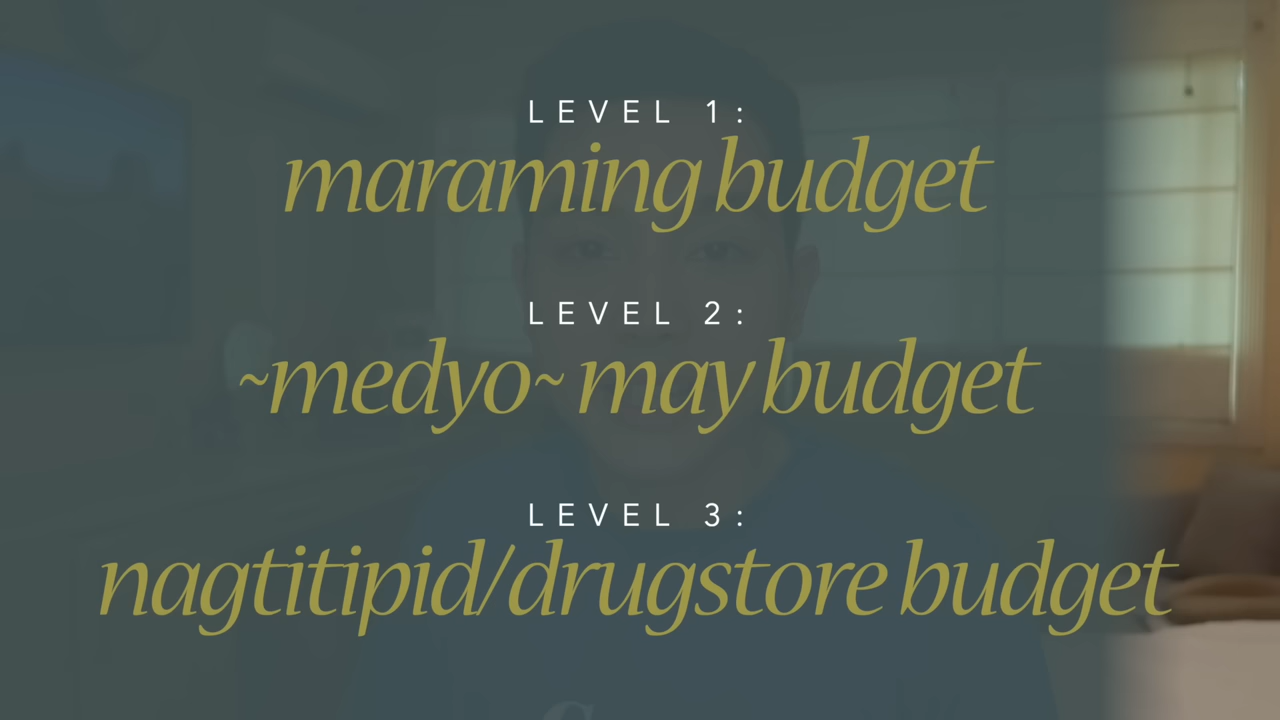 LEVEL 1:
maraming budget
LEVEL 2:
~medyo~ may budget
LEVEL 3:
nagtitipid/drugstore budget